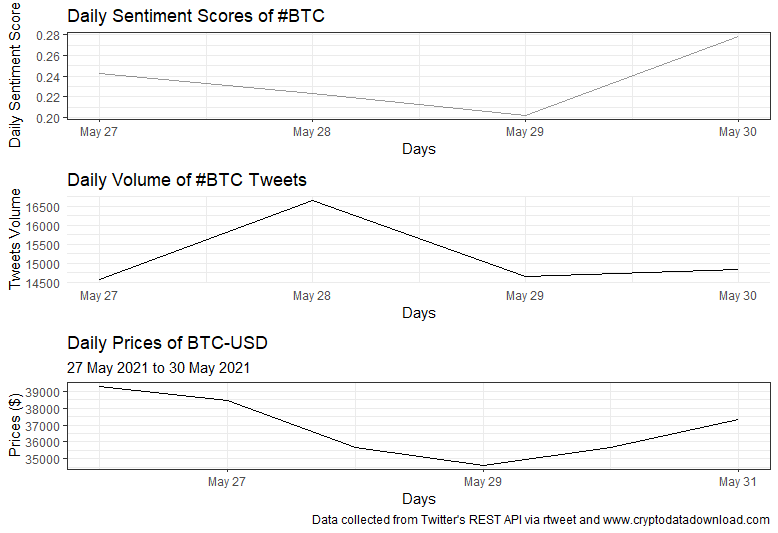 Daily Sentiment Scores of #BTC
Daily Sentiment Score
0.28
0.26
0.24
0.22
0.20
May 27 May 28 May 29 May 30
Days
Daily Volume of #BTC Tweets
Tweets Volume
16500
16000
15500
15000
14500
May 27 May 28 May 29 May 30
Days
Daily Prices of BTC-USD
27 May 2021 to 30 May 2021
Prices ($)
39000
38000
37000
36000
35000
May 27 May 29 May 31
Days
Data collected from Twitter's REST API via rtweet and www.cryptodatadownload.com